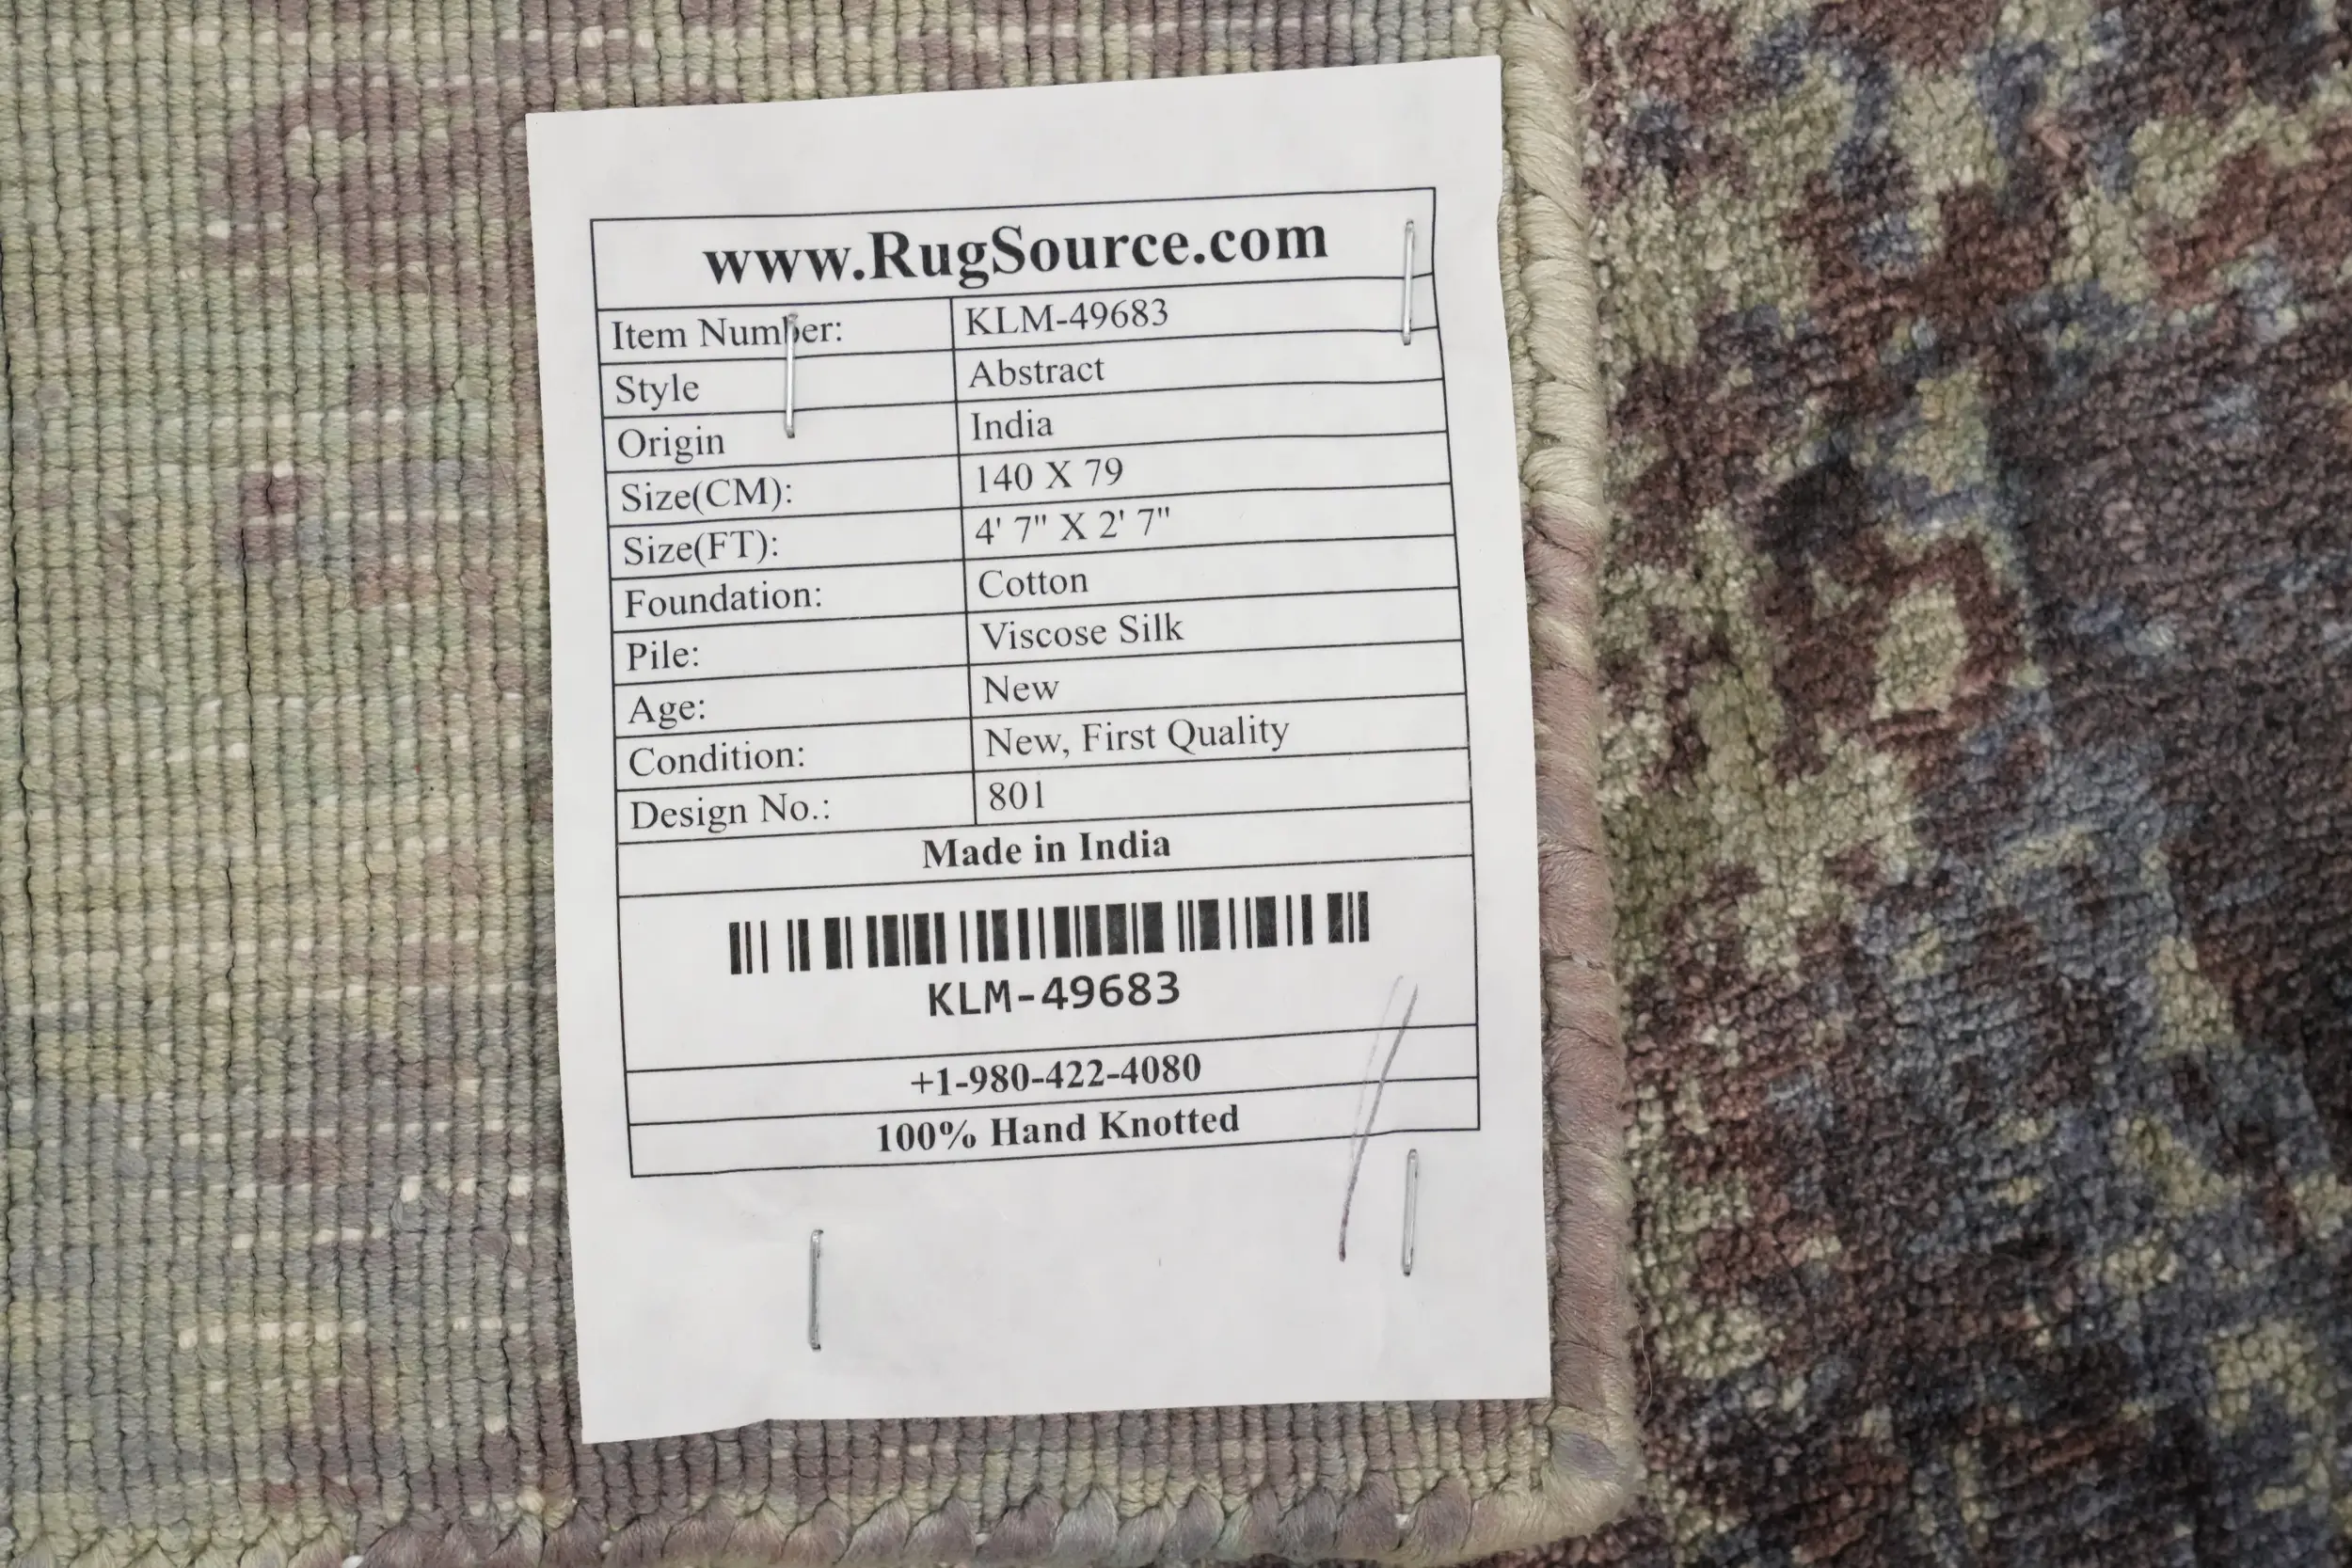 www.RugSource.com
Item Number: KLM-49683
Style Abstract
Origin India
Size(CM): 140 X 79
Size(FT): 4' 7" X 2' 7"
Foundation: Cotton
Pile: Viscose Silk
Age: New
Condition: New, First Quality
Design No.: 801
Made in India
KLM-49683
+1-980-422-4080
100% Hand Knotted